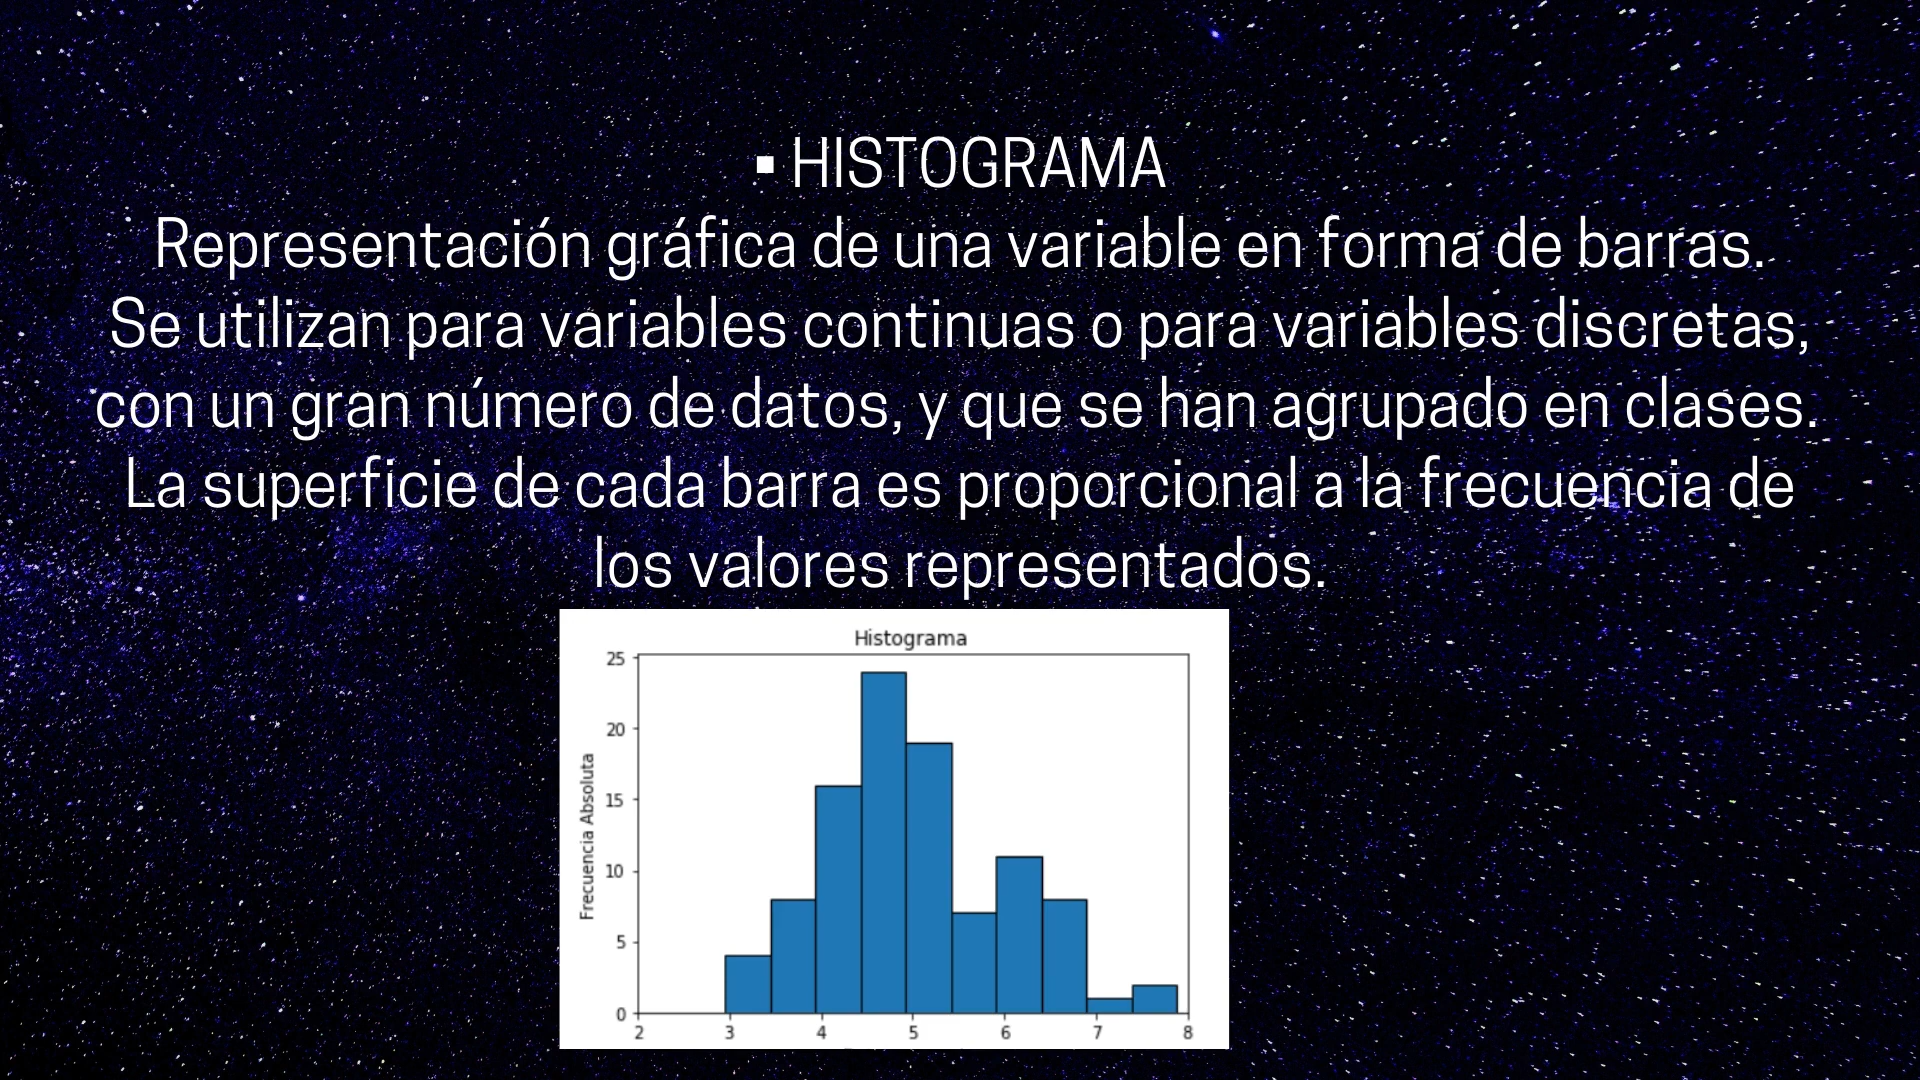 ▪ HISTOGRAMA
Representación gráfica de una variable en forma de barras.
Se utilizan para variables continuas o para variables discretas,
con un gran número de datos, y que se han agrupado en clases.
La superficie de cada barra es proporcional a la frecuencia de
los valores representados.
Histograma
25
20
15
10
5
0
Frecuencia Absoluta
2 3 4 5 6 7 8